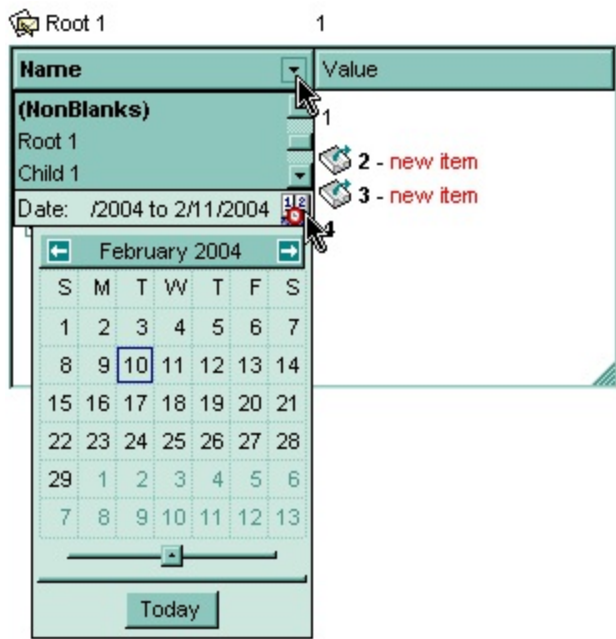 Root 1 1
Name Value
(NonBlanks)
1
Root 1
2 - new item
Child 1
3 - new item
Date: /2004 to 2/11/2004
4
February 2004
S M T W T F S
1 2 3 4 5 6 7
8 9 10 11 12 13 14
15 16 17 18 19 20 21
22 23 24 25 26 27 28
29 1 2 3 4 5 6
7 8 9 10 11 12 13
Today